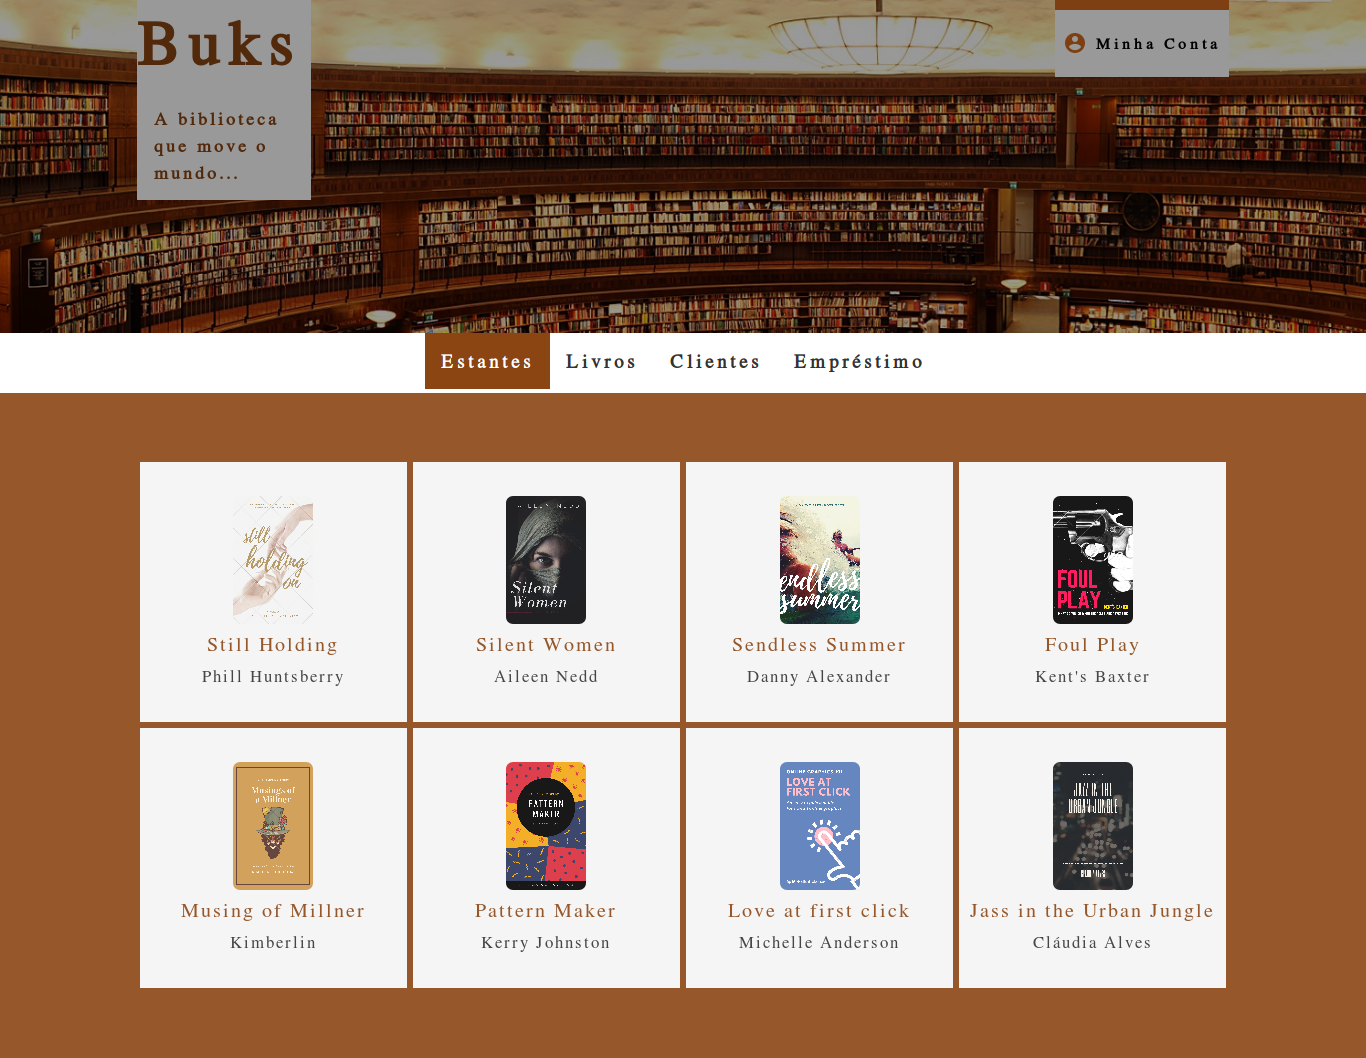 Buks
A biblioteca
que move o
mundo...
Minha Conta
Estantes Livros Clientes Empréstimo
still
holding
on
Still Holding
Phill Huntsberry
AILEEN NEDD
Silent
Women
Silent Women
Aileen Nedd
endless
summer
Sendless Summer
Danny Alexander
FOUL
PLAY
Foul Play
Kent's Baxter
Musings of
a Millner
Musing of Millner
Kimberlin
PATTERN
MAKER
Pattern Maker
Kerry Johnston
LOVE AT
FIRST CLICK
Love at first click
Michelle Anderson
JAZZ IN THE
URBAN JUNGLE
Jass in the Urban Jungle
Cláudia Alves